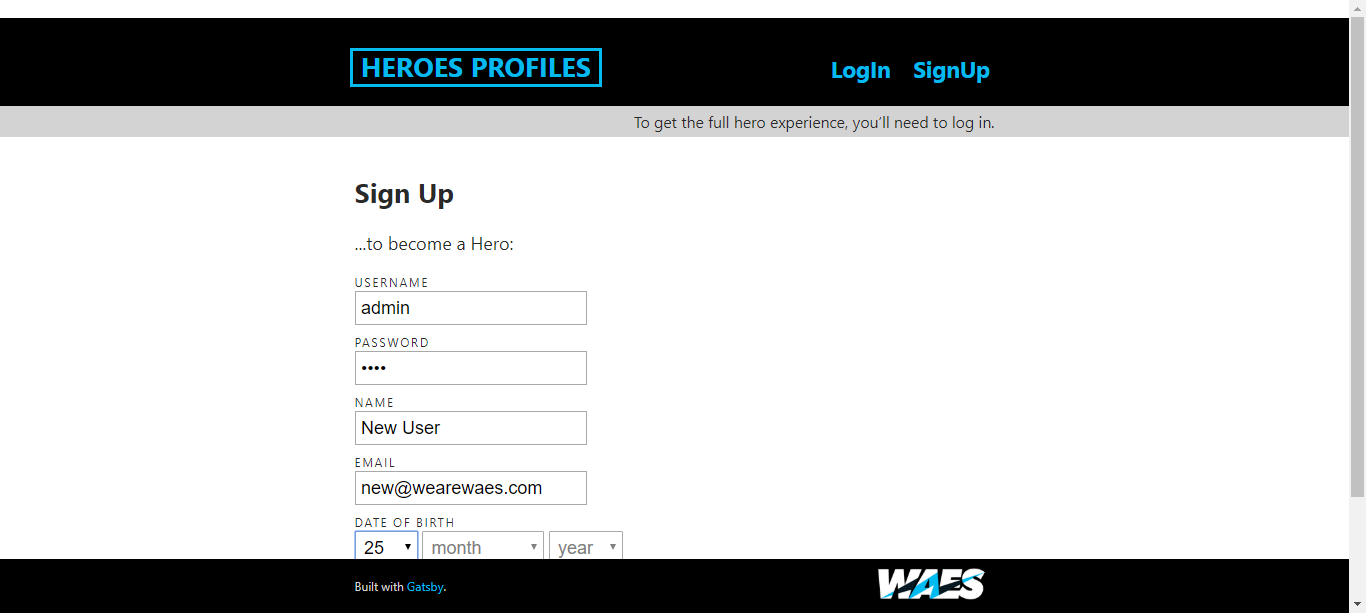 HEROES PROFILES LogIn SignUp
To get the full hero experience, you'll need to log in.
Sign Up
...to become a Hero:
USERNAME
admin
PASSWORD
••••
NAME
New User
EMAIL
new@wearewaes.com
DATE OF BIRTH
25 month year
Built with Gatsby. WAES